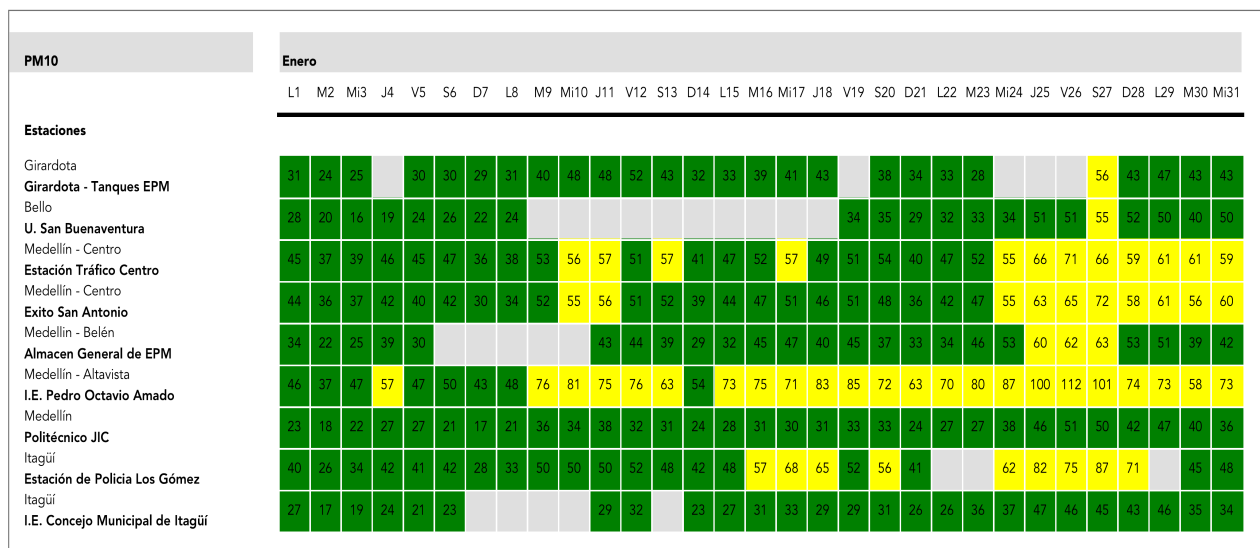 PM10 Enero
L1 M2 Mi3 J4 V5 S6 D7 L8 M9 Mi10 J11 V12 S13 D14 L15 M16 Mi17 J18 V19 S20 D21 L22 M23 Mi24 J25 V26 S27 D28 L29 M30 Mi31
Estaciones
Girardota
Girardota - Tanques EPM
31 24 25 30 30 29 31 40 48 48 52 43 32 33 39 41 43 38 34 33 28 56 43 47 43 43
Bello
U. San Buenaventura
28 20 16 19 24 26 22 24 34 35 29 32 33 34 51 51 55 52 50 40 50
Medellín - Centro
Estación Tráfico Centro
45 37 39 46 45 47 36 38 53 56 57 51 57 41 47 52 57 49 51 54 40 47 52 55 66 71 66 59 61 61 59
Medellín - Centro
Exito San Antonio
44 36 37 42 40 42 30 34 52 55 56 51 52 39 44 47 51 46 51 48 36 42 47 55 63 65 72 58 61 56 60
Medellin - Belén
Almacen General de EPM
34 22 25 39 30 43 44 39 29 32 45 47 40 45 37 33 34 46 53 60 62 63 53 51 39 42
Medellín - Altavista
I.E. Pedro Octavio Amado
46 37 47 57 47 50 43 48 76 81 75 76 63 54 73 75 71 83 85 72 63 70 80 87 100 112 101 74 73 58 73
Medellín
Politécnico JIC
23 18 22 27 27 21 17 21 36 34 38 32 31 24 28 31 30 31 33 33 24 27 27 38 46 51 50 42 47 40 36
Itagüí
Estación de Policia Los Gómez
40 26 34 42 41 42 28 33 50 50 50 52 48 42 48 57 68 65 52 56 41 62 82 75 87 71 45 48
Itagüí
I.E. Concejo Municipal de Itagüí
27 17 19 24 21 23 29 32 23 27 31 33 29 29 31 26 26 36 37 47 46 45 43 46 35 34